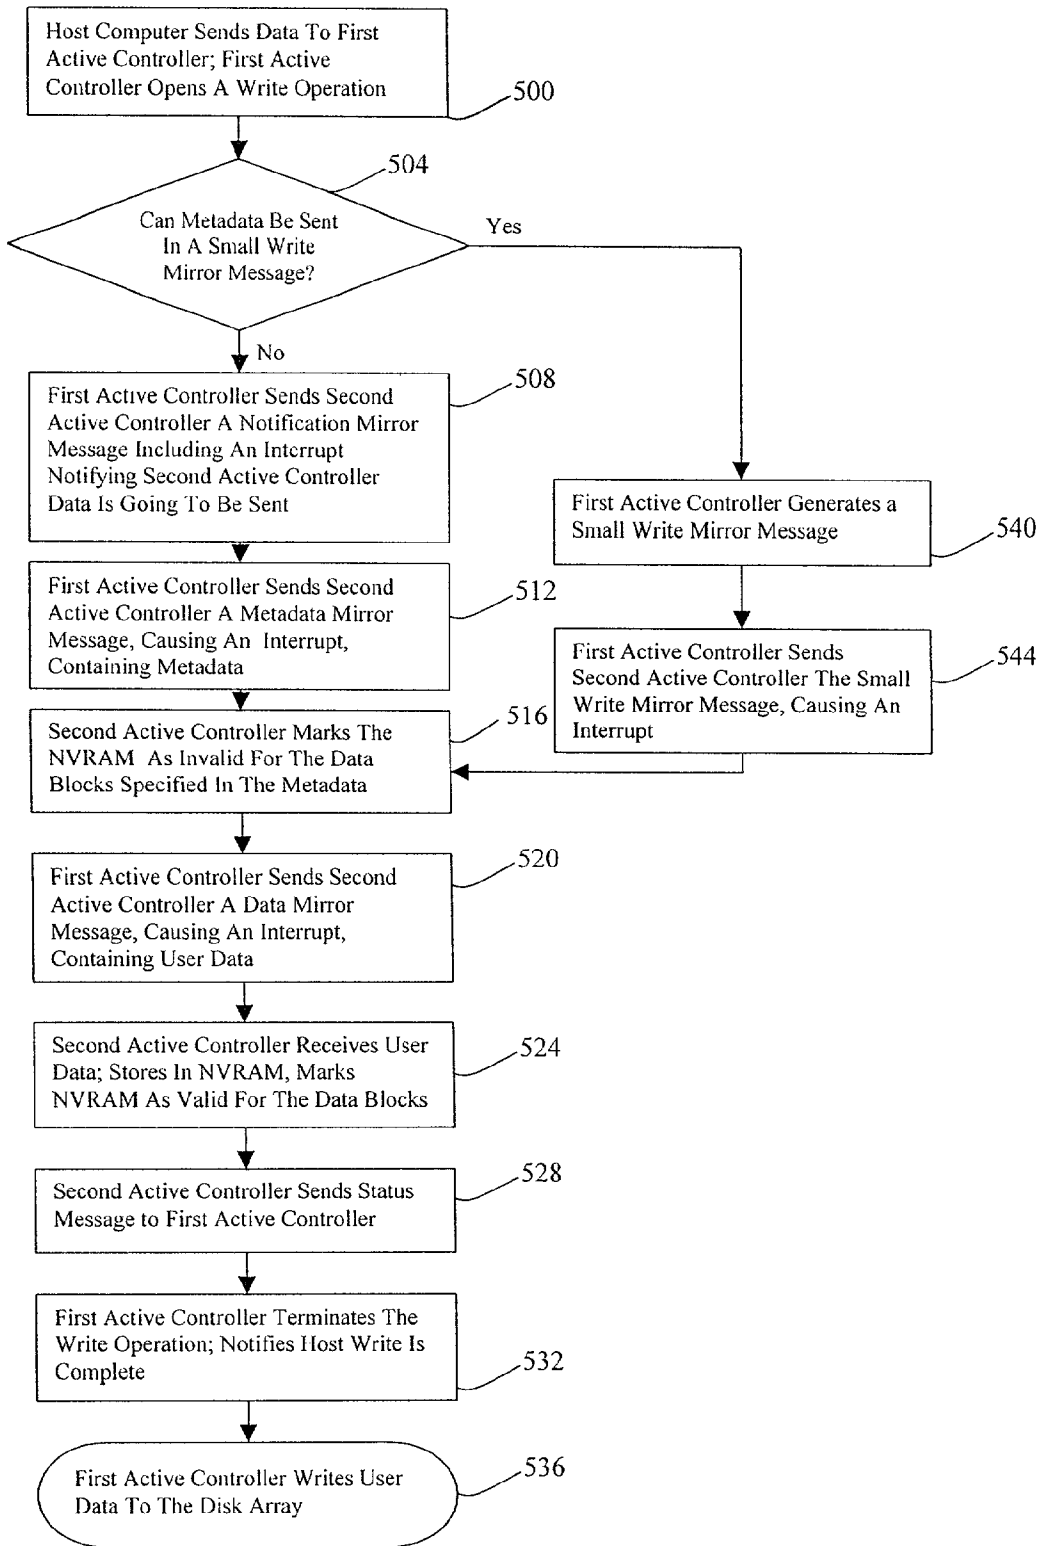 Host Computer Sends Data To First
Active Controller; First Active
Controller Opens A Write Operation
500
504
Can Metadata Be Sent
In A Small Write
Mirror Message?
Yes
No
First Active Controller Sends Second
Active Controller A Notification Mirror
Message Including An Interrupt
Notifying Second Active Controller
Data Is Going To Be Sent
508
First Active Controller Generates a
Small Write Mirror Message
540
First Active Controller Sends Second
Active Controller A Metadata Mirror
Message, Causing An Interrupt,
Containing Metadata
512
First Active Controller Sends
Second Active Controller The Small
Write Mirror Message, Causing An
Interrupt
544
Second Active Controller Marks The
NVRAM As Invalid For The Data
Blocks Specified In The Metadata
516
First Active Controller Sends Second
Active Controller A Data Mirror
Message, Causing An Interrupt,
Containing User Data
520
Second Active Controller Receives User
Data; Stores In NVRAM, Marks
NVRAM As Valid For The Data Blocks
524
Second Active Controller Sends Status
Message to First Active Controller
528
First Active Controller Terminates The
Write Operation; Notifies Host Write Is
Complete
532
First Active Controller Writes User
Data To The Disk Array
536